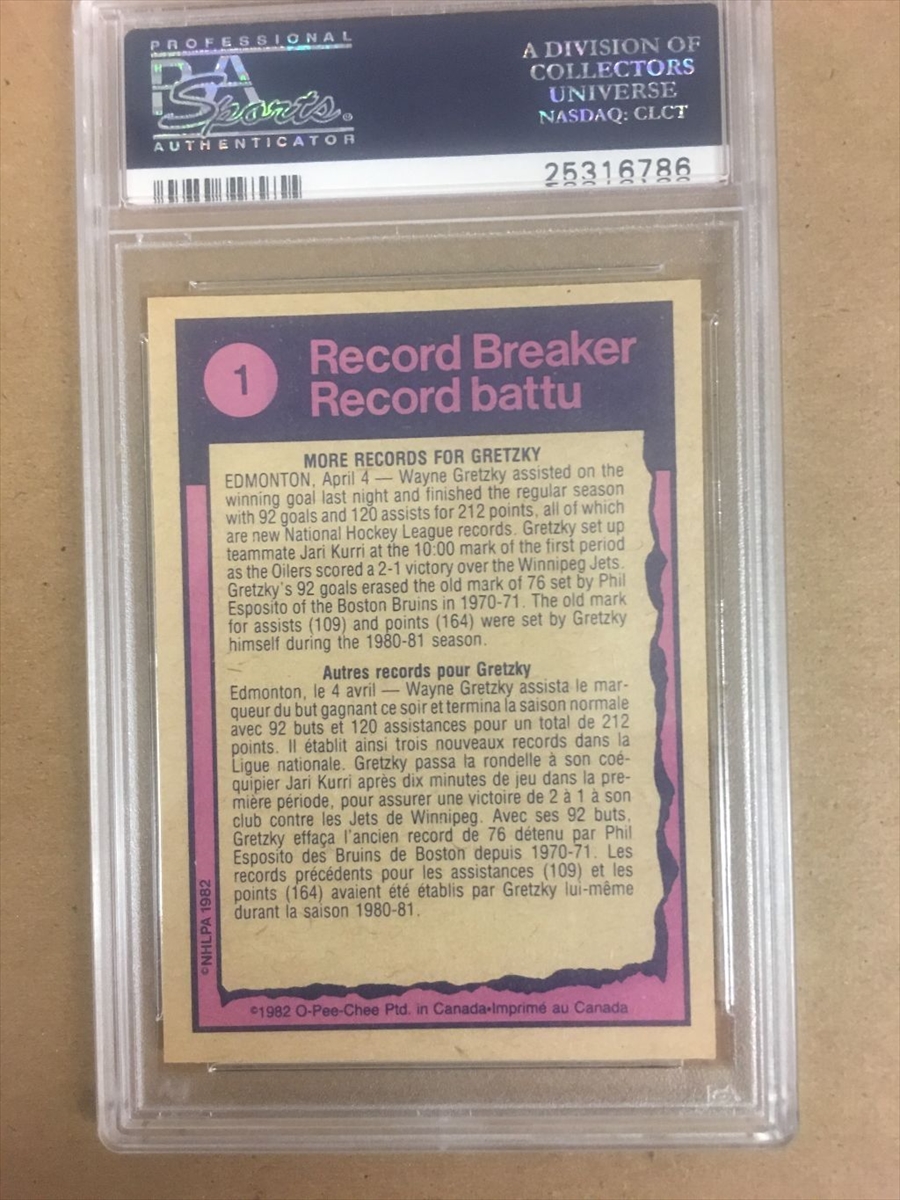 PROFESSIONAL
PSA
Sports®
AUTHENTICATOR
A DIVISION OF
COLLECTORS
UNIVERSE
NASDAQ: CLCT
25316786
1
Record Breaker
Record battu
MORE RECORDS FOR GRETZKY
EDMONTON, April 4 — Wayne Gretzky assisted on the
winning goal last night and finished the regular season
with 92 goals and 120 assists for 212 points, all of which
are new National Hockey League records. Gretzky set up
teammate Jari Kurri at the 10:00 mark of the first period
as the Oilers scored a 2-1 victory over the Winnipeg Jets.
Gretzky's 92 goals erased the old mark of 76 set by Phil
Esposito of the Boston Bruins in 1970-71. The old mark
for assists (109) and points (164) were set by Gretzky
himself during the 1980-81 season.
Autres records pour Gretzky
Edmonton, le 4 avril — Wayne Gretzky assista le mar-
queur du but gagnant ce soir et termina la saison normale
avec 92 buts et 120 assistances pour un total de 212
points. Il établit ainsi trois nouveaux records dans la
Ligue nationale. Gretzky passa la rondelle à son coé-
quipier Jari Kurri après dix minutes de jeu dans la pre-
mière période, pour assurer une victoire de 2 à 1 à son
club contre les Jets de Winnipeg. Avec ses 92 buts,
Gretzky effaça l'ancien record de 76 détenu par Phil
Esposito des Bruins de Boston depuis 1970-71. Les
records précédents pour les assistances (109) et les
points (164) avaient été établis par Gretzky lui-même
durant la saison 1980-81.
©NHLPA 1982
©1982 O-Pee-Chee Ptd. in Canada•Imprimé au Canada